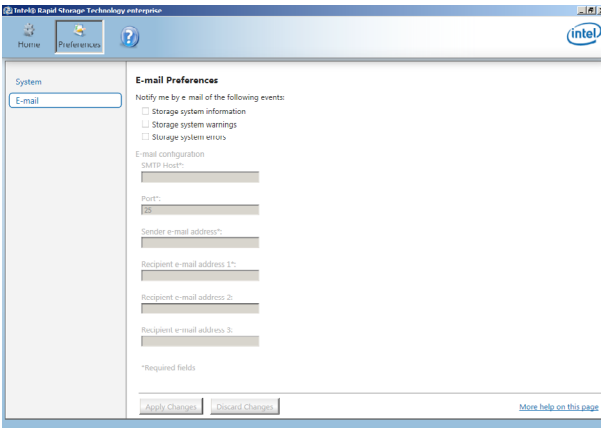 Intel® Rapid Storage Technology enterprise
Home
Preferences
?
intel
System
E-mail
E-mail Preferences
Notify me by e-mail of the following events:
Storage system information
Storage system warnings
Storage system errors
E-mail configuration
SMTP Host*:
Port*:
25
Sender e-mail address*:
Recipient e-mail address 1*:
Recipient e-mail address 2:
Recipient e-mail address 3:
*Required fields
Apply Changes
Discard Changes
More help on this page